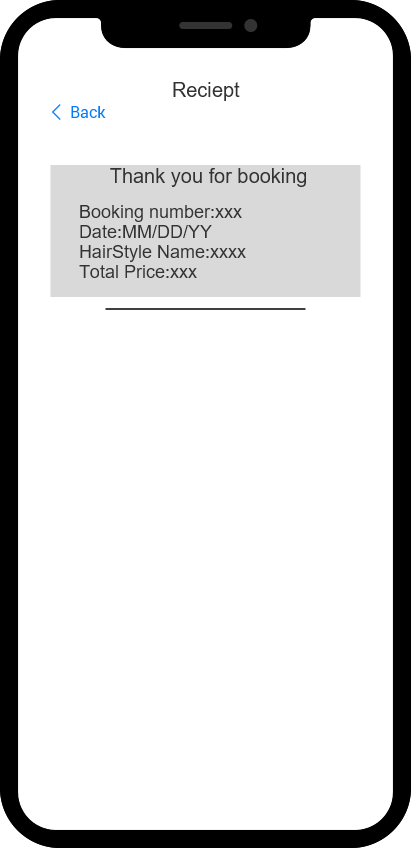 Reciept
Back
Thank you for booking
Booking number:xxx
Date:MM/DD/YY
HairStyle Name:xxxx
Total Price:xxx